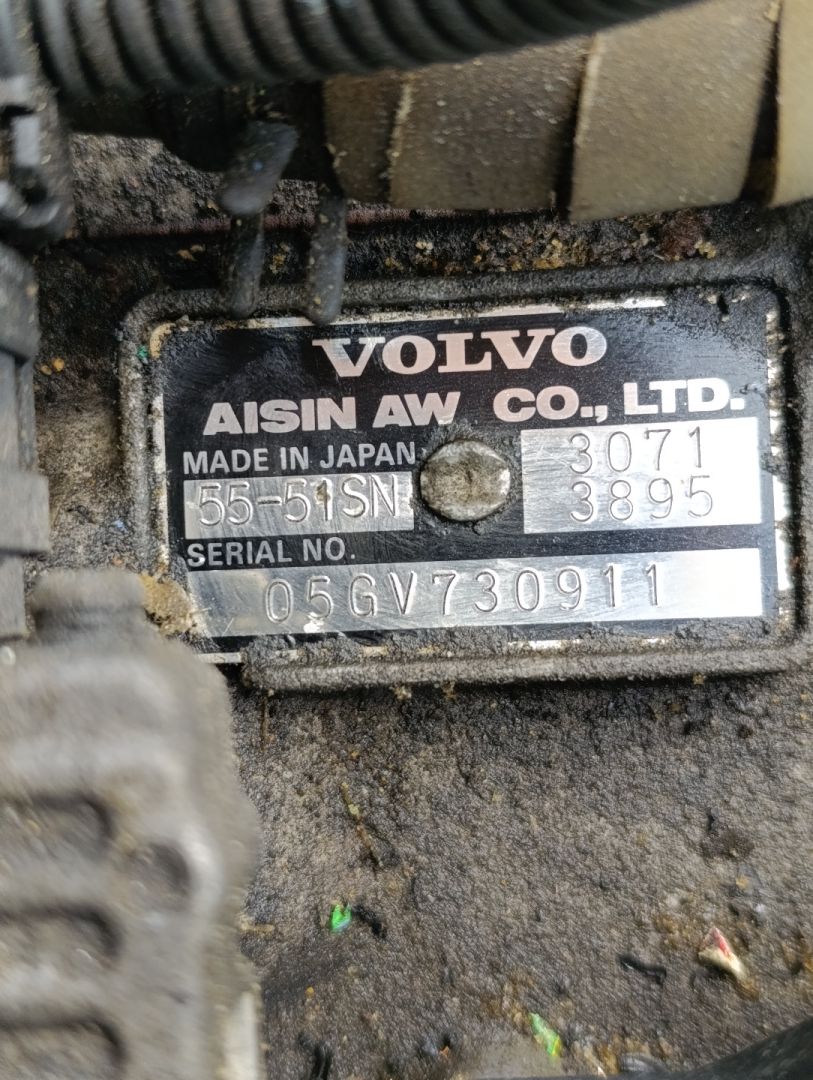 VOLVO
AISIN AW CO., LTD.
MADE IN JAPAN
3071
55-51SN
3895
SERIAL NO.
05GV730911